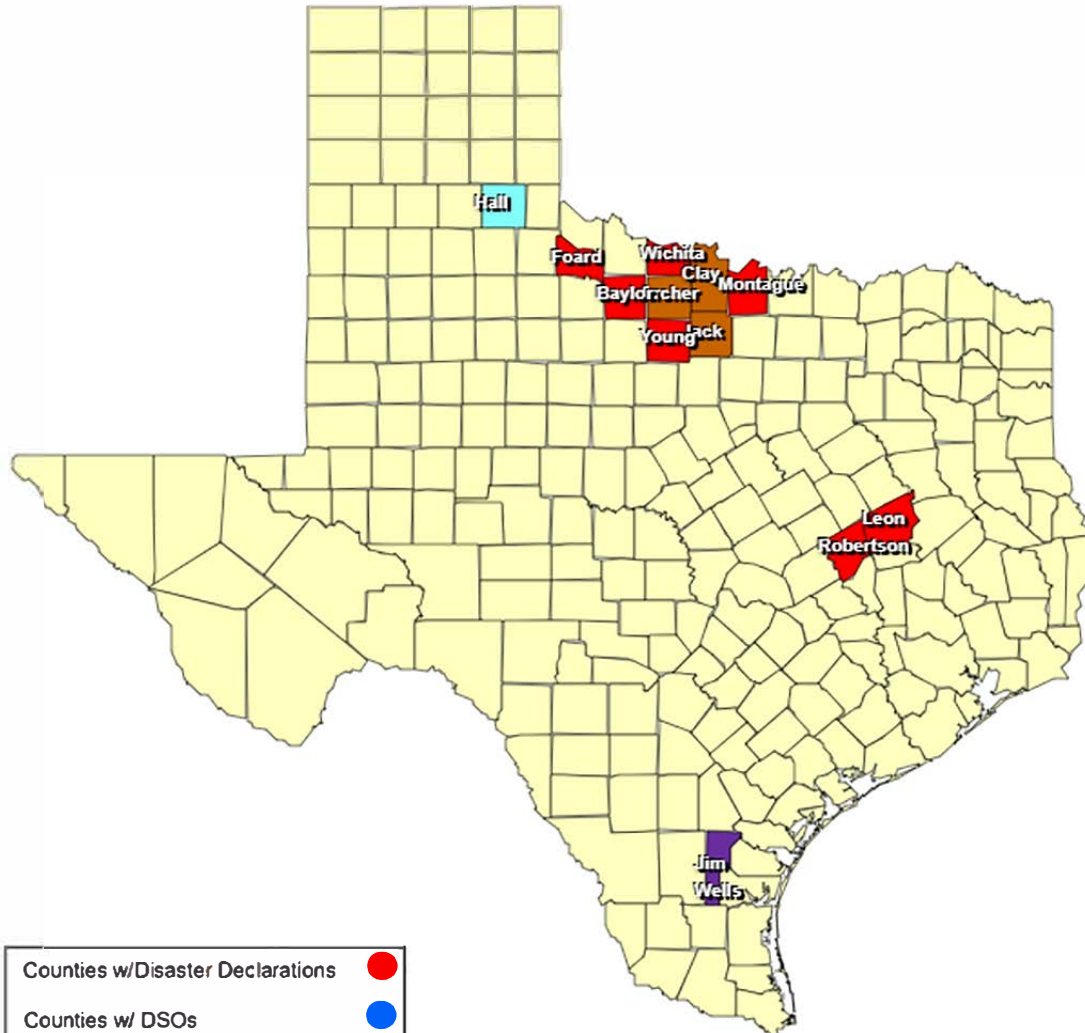 Hall
Foard
Wichita
Clay
Montague
Young
Jack
Leon
Robertson
Jim
Wells
Counties w/Disaster Declarations
Counties w/ DSOs